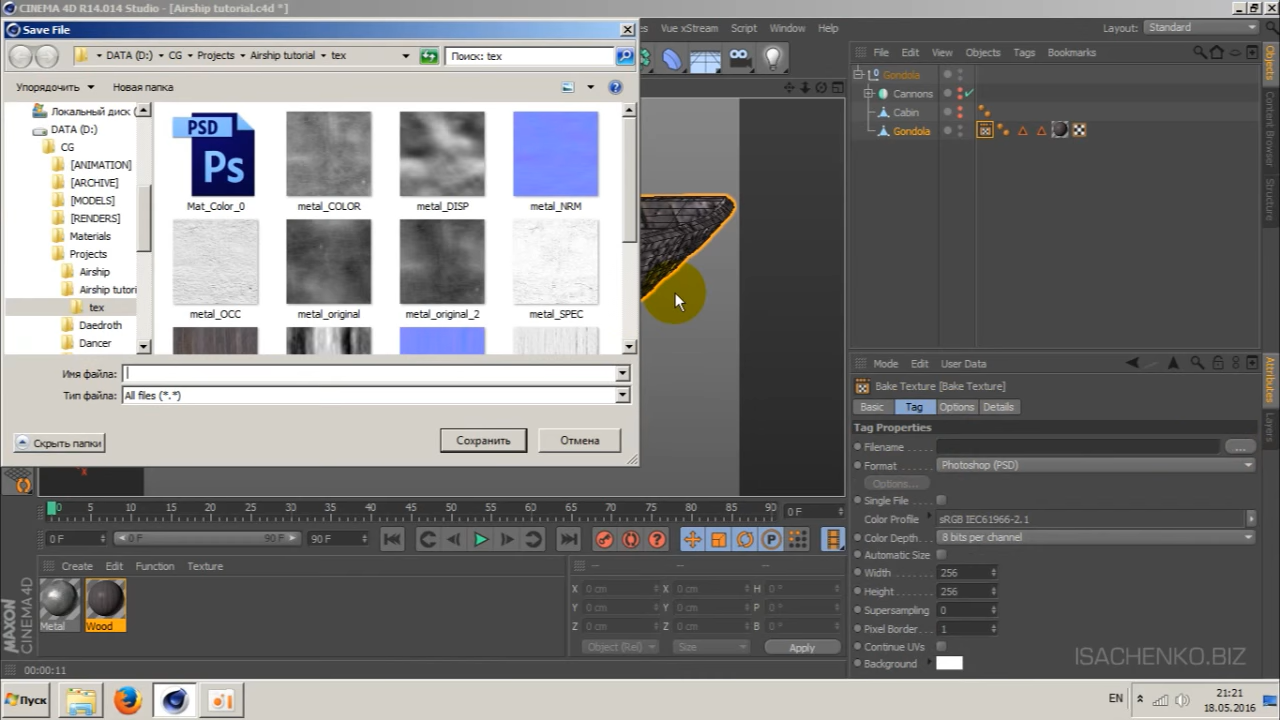 CINEMA 4D R14.014 Studio - [Airship tutorial.c4d *]
Save File
Vue xStream Script Window Help
Layout: Standard
DATA (D:) CG Projects Airship tutorial tex
Поиск: tex
File Edit View Objects Tags Bookmarks
Упорядочить Новая папка
Gondola
Cannons
Cabin
Gondola
Локальный диск (
DATA (D:)
CG
[ANIMATION]
[ARCHIVE]
[MODELS]
[RENDERS]
Materials
Projects
Airship
Airship tutori
tex
Daedroth
Dancer
PSD
Ps
Mat_Color_0 metal_COLOR metal_DISP metal_NRM
metal_OCC metal_original metal_original_2 metal_SPEC
Имя файла:
Тип файла: All files (*.*)
Скрыть папки
Сохранить Отмена
Objects
Content Browser
Structure
Mode Edit User Data
Bake Texture [Bake Texture]
Basic Tag Options Details
Tag Properties
Filename ...
Format Photoshop (PSD)
Options...
Single File
Color Profile sRGB IEC61966-2.1
Color Depth 8 bits per channel
Automatic Size
Width 256
Height 256
Supersampling 0
Pixel Border 1
Continue UVs
Background
Attributes
Layers
0 5 10 15 20 25 30 35 40 45 50 55 60 65 70 75 80 85 90 0 F
0 F 0 F 90 F 90 F
Create Edit Function Texture
-- -- --
X 0 cm X 0 cm H 0 °
Y 0 cm Y 0 cm P 0 °
Z 0 cm Z 0 cm B 0 °
Object (Rel) Size Apply
Metal Wood
MAXON
CINEMA 4D
00:00:11
ISACHENKO.BIZ
Пуск
EN
21:21
18.05.2016